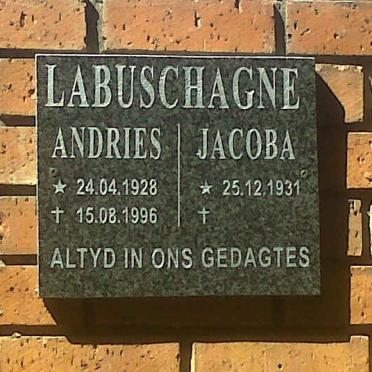 LABUSCHAGNE
ANDRIES JACOBA
★ 24.04.1928 ★ 25.12.1931
✝ 15.08.1996 ✝
ALTYD IN ONS GEDAGTES